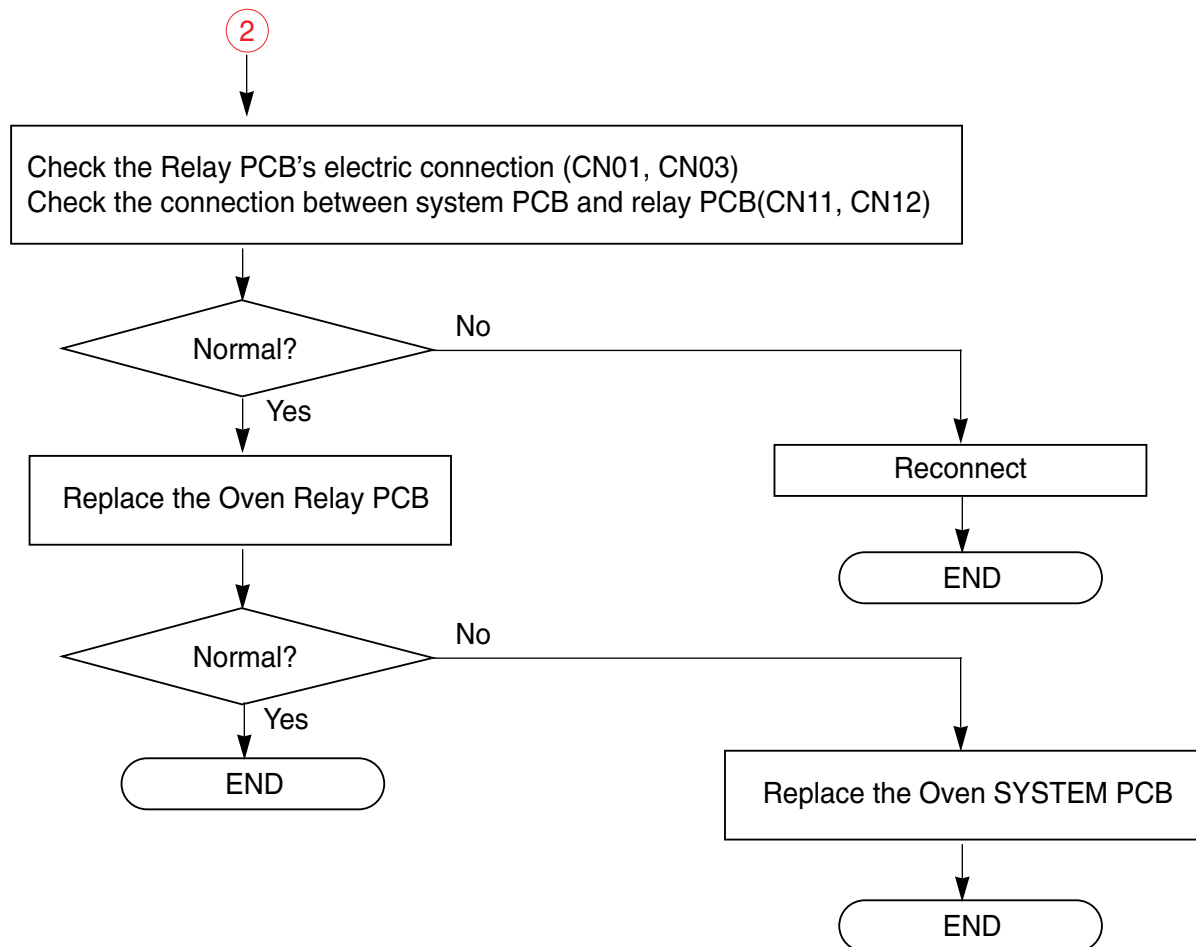 2
Check the Relay PCB’s electric connection (CN01, CN03)
Check the connection between system PCB and relay PCB(CN11, CN12)
Normal?
No
Yes
Replace the Oven Relay PCB
Reconnect
END
Normal?
No
Yes
END
Replace the Oven SYSTEM PCB
END